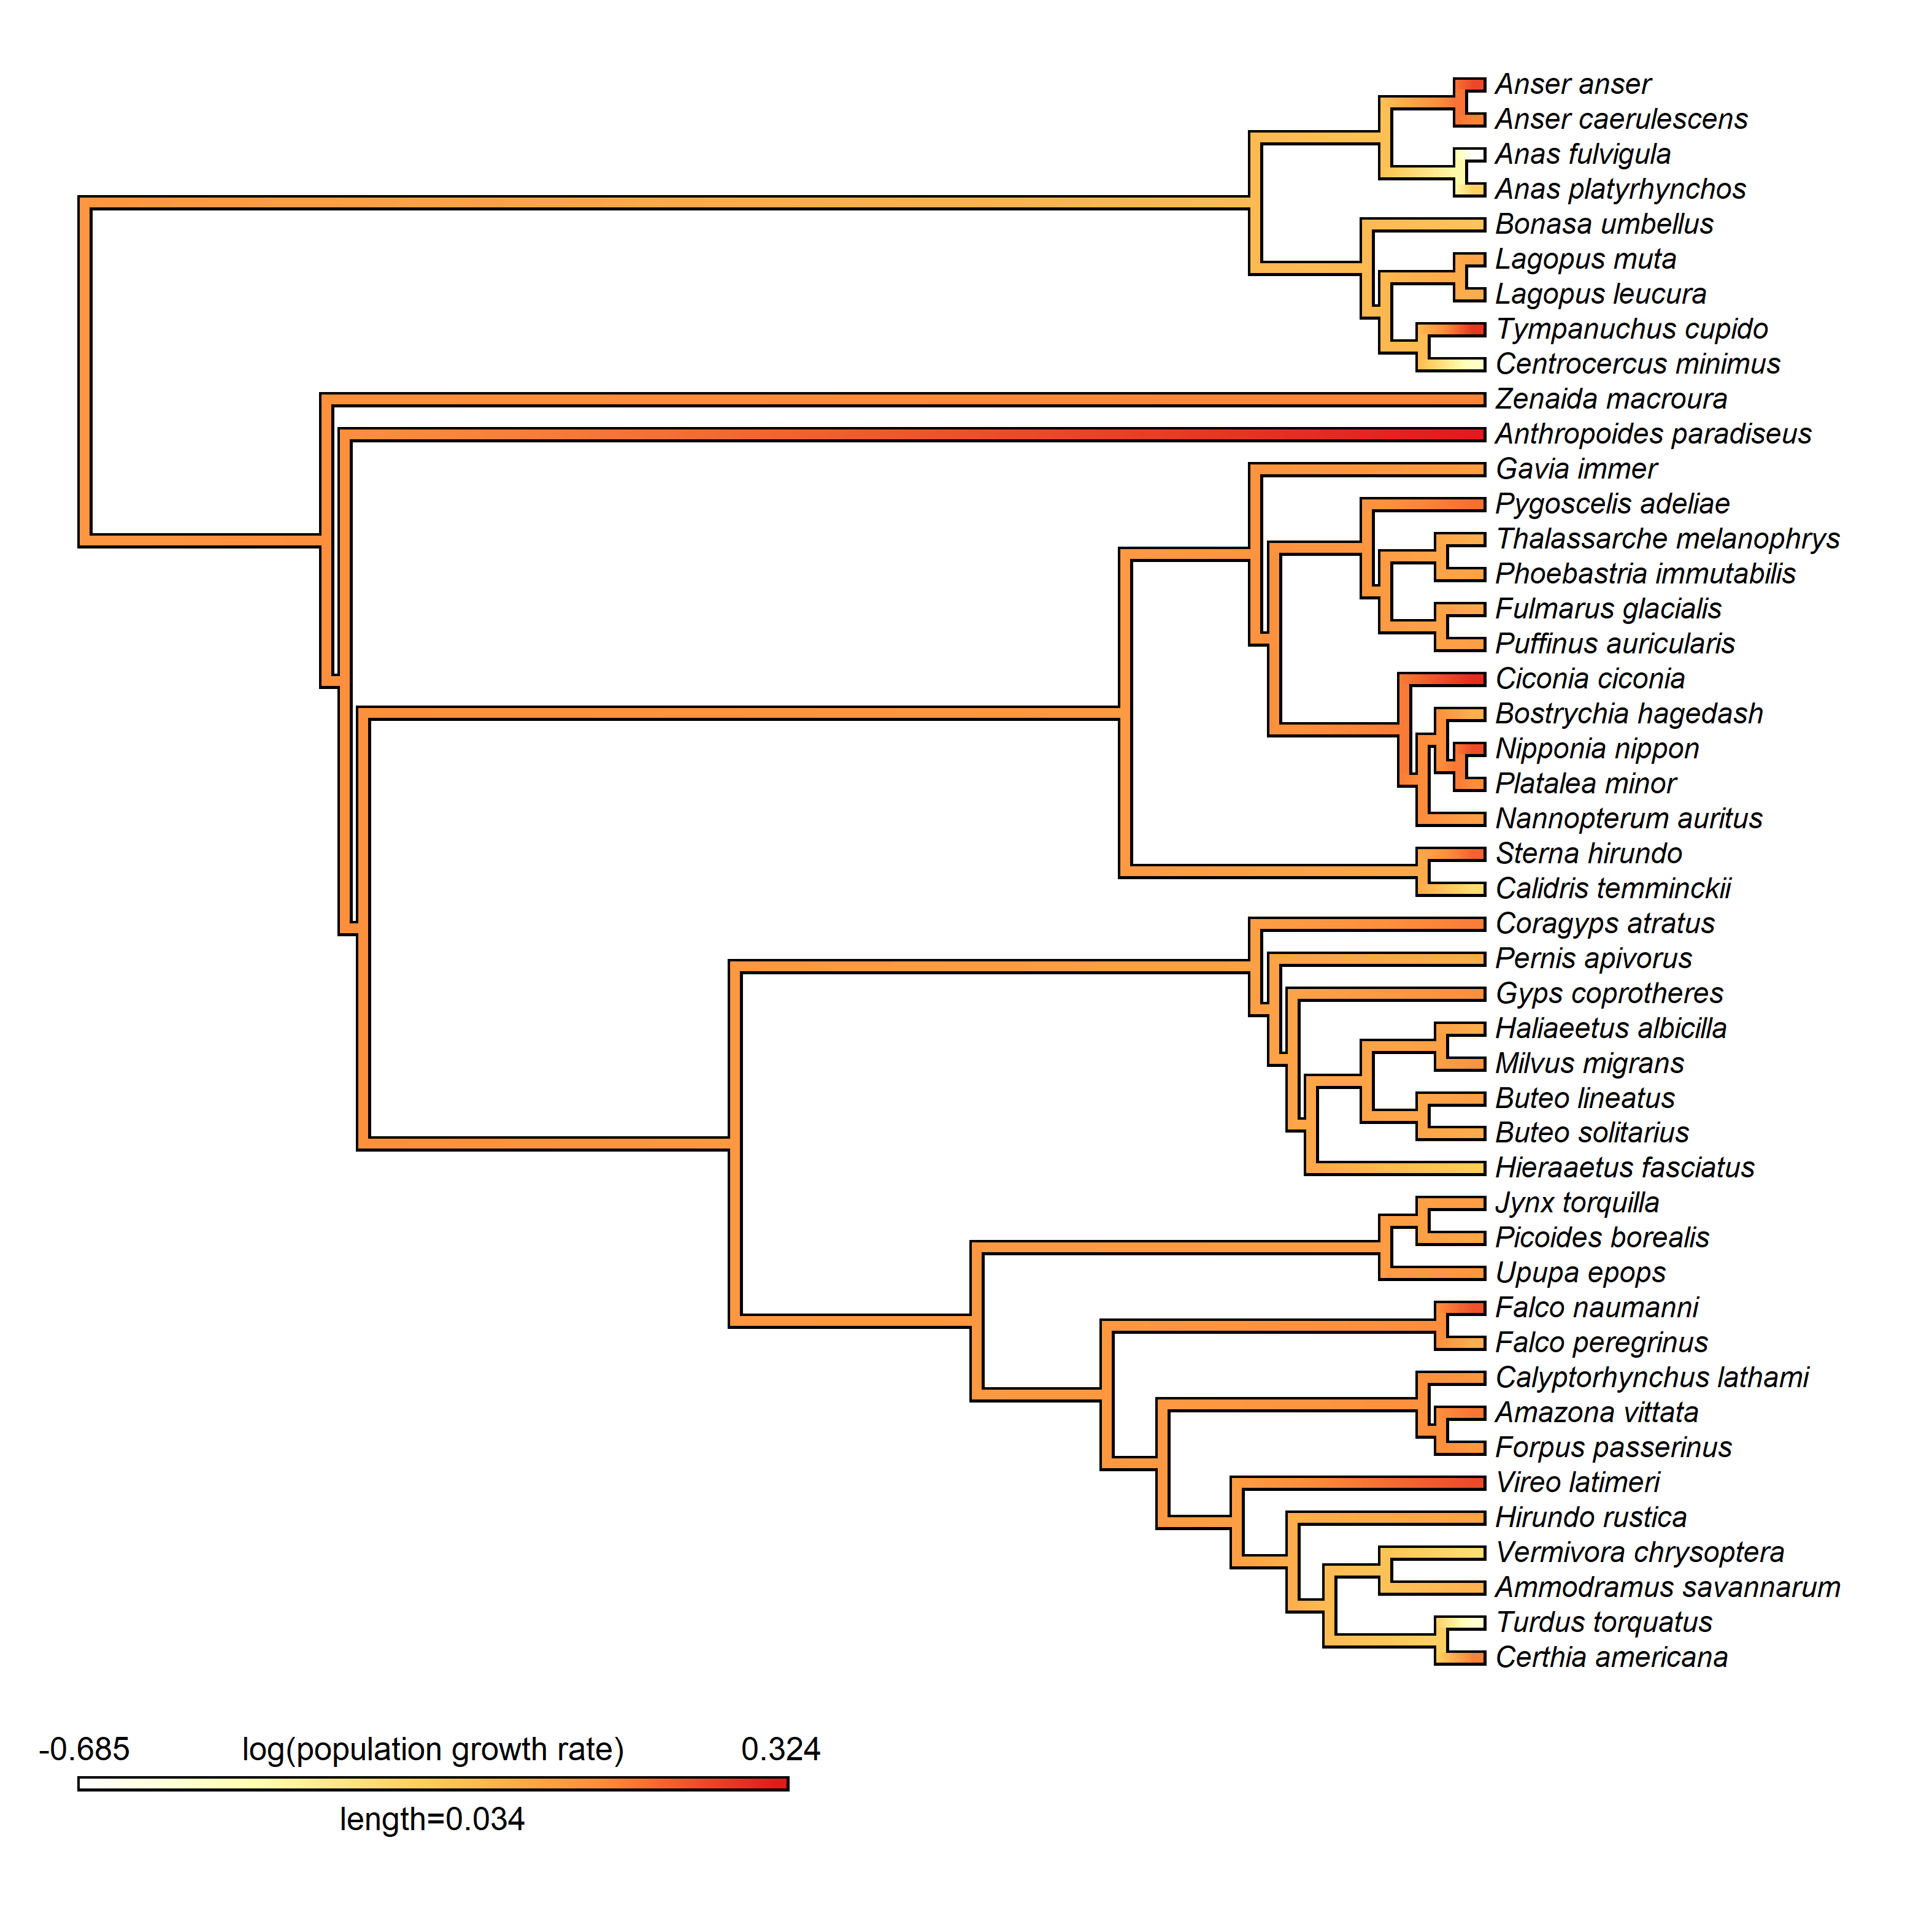 Anser anser
Anser caerulescens
Anas fulvigula
Anas platyrhynchos
Bonasa umbellus
Lagopus muta
Lagopus leucura
Tympanuchus cupido
Centrocercus minimus
Zenaida macroura
Anthropoides paradiseus
Gavia immer
Pygoscelis adeliae
Thalassarche melanophrys
Phoebastria immutabilis
Fulmarus glacialis
Puffinus auricularis
Ciconia ciconia
Bostrychia hagedash
Nipponia nippon
Platalea minor
Nannopterum auritus
Sterna hirundo
Calidris temminckii
Coragyps atratus
Pernis apivorus
Gyps coprotheres
Haliaeetus albicilla
Milvus migrans
Buteo lineatus
Buteo solitarius
Hieraaetus fasciatus
Jynx torquilla
Picoides borealis
Upupa epops
Falco naumanni
Falco peregrinus
Calyptorhynchus lathami
Amazona vittata
Forpus passerinus
Vireo latimeri
Hirundo rustica
Vermivora chrysoptera
Ammodramus savannarum
Turdus torquatus
Certhia americana
-0.685 log(population growth rate) 0.324
length=0.034